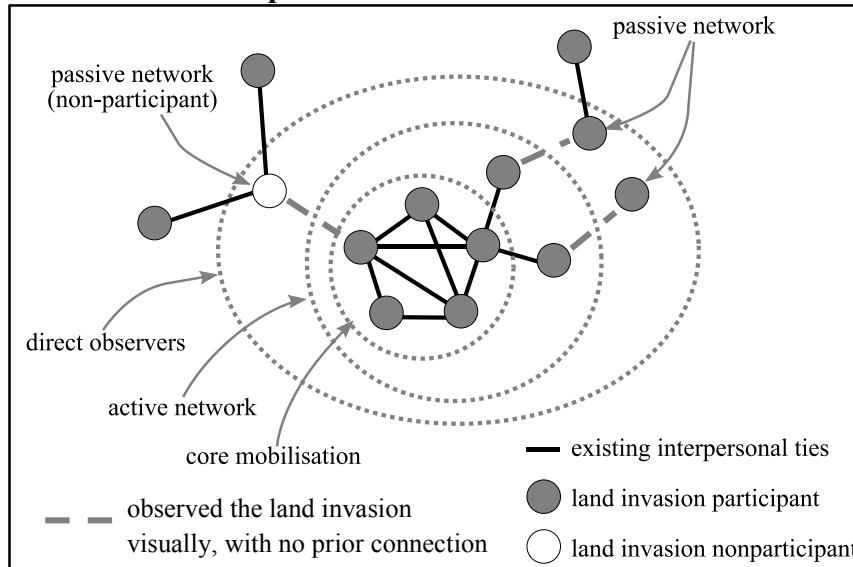 passive network
passive network
(non-participant)
direct observers
active network
core mobilisation
existing interpersonal ties
observed the land invasion
visually, with no prior connection
land invasion participant
land invasion nonparticipant